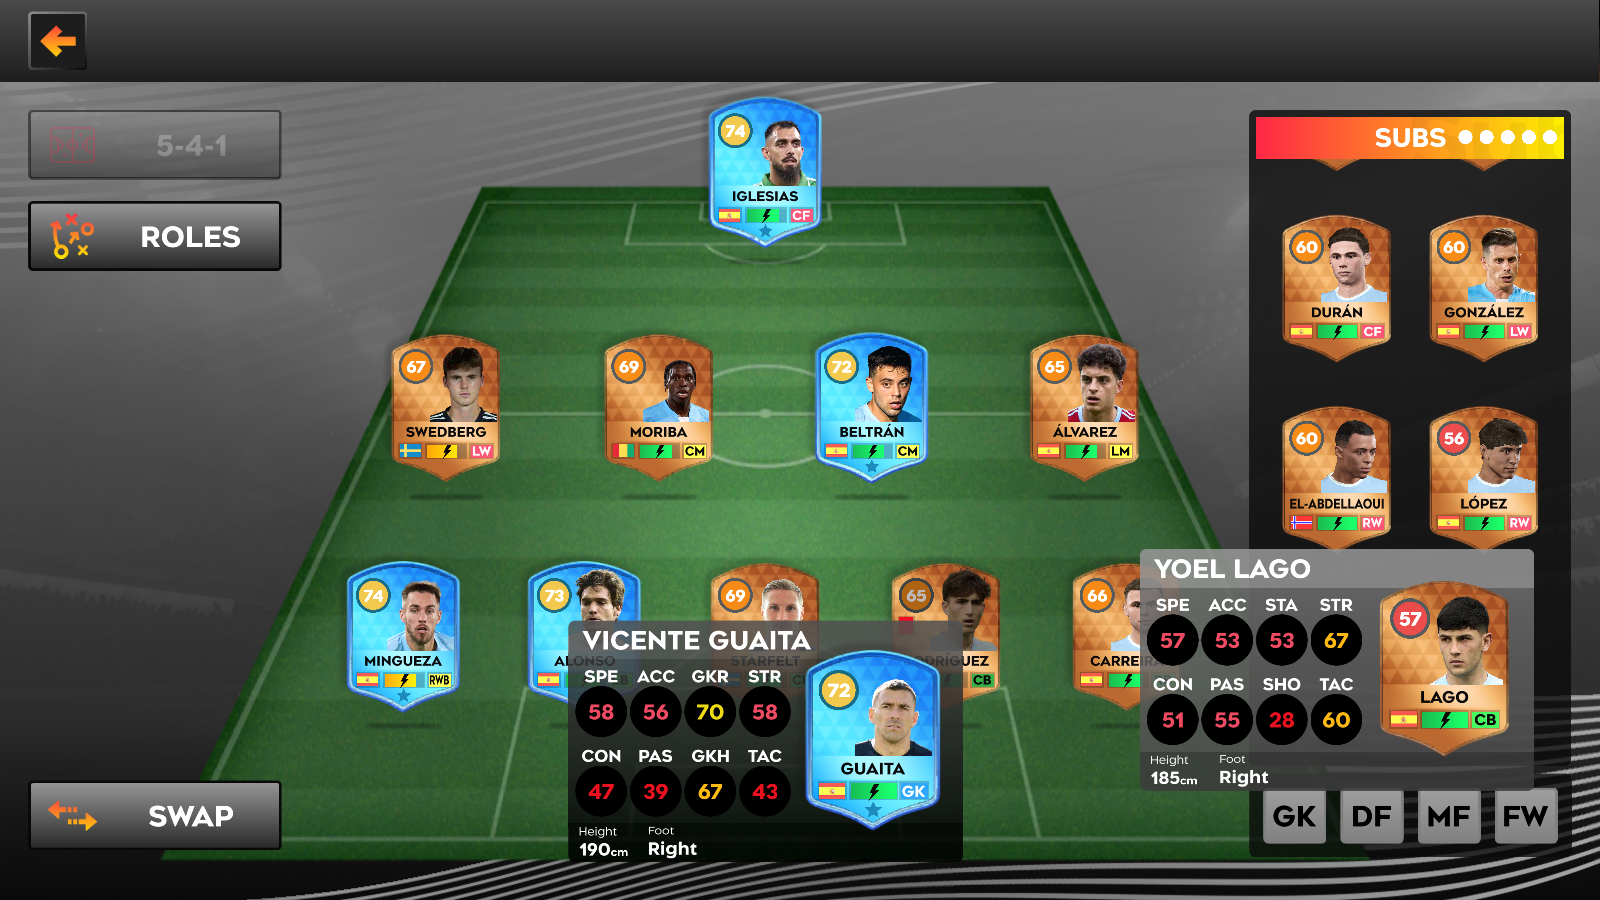 5-4-1
ROLES
SWAP
74
IGLESIAS
CF
67
SWEDBERG
LW
69
MORIBA
CM
72
BELTRÁN
CM
65
ÁLVAREZ
LM
74
MINGUEZA
RWB
73
ALONSO
69
STARFELT
65
RODRÍGUEZ
CB
66
CARREIRA
VICENTE GUAITA
SPE ACC GKR STR
58 56 70 58
CON PAS GKH TAC
47 39 67 43
Height Foot
190cm Right
72
GUAITA
GK
SUBS
60
DURÁN
CF
60
GONZÁLEZ
LW
60
EL-ABDELLAOUI
RW
56
LÓPEZ
RW
YOEL LAGO
SPE ACC STA STR
57 53 53 67
CON PAS SHO TAC
51 55 28 60
Height Foot
185cm Right
57
LAGO
CB
GK DF MF FW